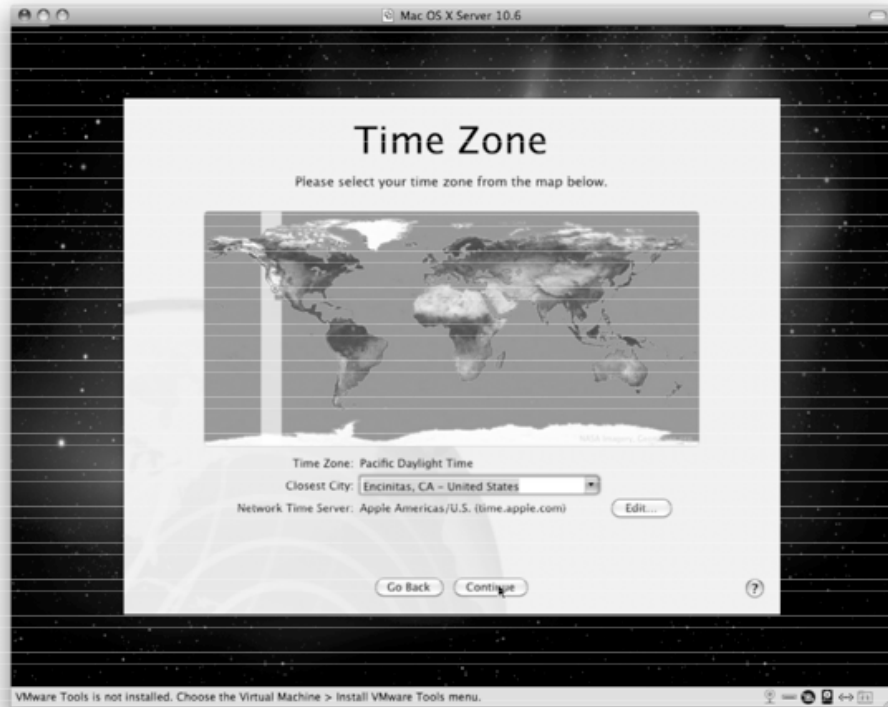 Mac OS X Server 10.6
Time Zone
Please select your time zone from the map below.
Time Zone: Pacific Daylight Time
Closest City: Encinitas, CA – United States
Network Time Server: Apple Americas/U.S. (time.apple.com)
Edit...
Go Back
Continue
?
VMware Tools is not installed. Choose the Virtual Machine > Install VMware Tools menu.